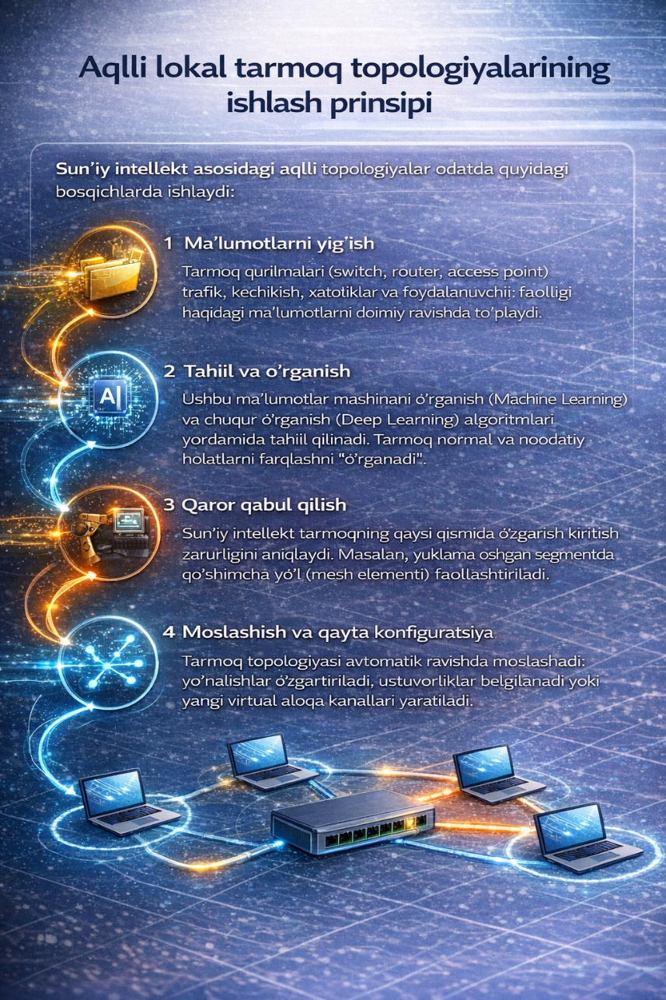 Aqlli lokal tarmoq topologiyalarining
ishlash prinsipi
Sun’iy intellekt asosidagi aqlli topologiyalar odatda quyidagi
bosqichlarda ishlaydi:
1 Ma’lumotlarni yig’ish
Tarmoq qurilmalari (switch, router, access point)
trafik, kechikish, xatotiklar va foydalanuvchij: faolligi
haqidagi ma’lumotlarni doimiy ravishda to’playdi.
2 Tahiil va o’rganish
AI
Ushbu ma’lumotlar mashinani ó’rganish (Machine Learning)
va chuqur ó’rganish (Deep Learning) algoritmlari
yordamida tahiil qilinadi. Tarmoq normal va noodatiy
holatlarni farqlashni "ó’rganadi".
3 Qaror qabul qilish
Sun’iy intellekt tarmoqning qaysi qismida ó’zgarish kiritish
zarurligini aniqlaydi. Masalan, yuklama oshgan segmentda
qo’shimcha yó’l (mesh elementi) faollashtiriladi.
4 Moslashish va qayta konfiguratsiya
Tarmoq topologiyasi avtomatik ravishda moslashadi:
yo’nalishlar ó’zgartiriladi, ustuvorliklar belgilanadi yoki
yangi virtual aloqa kanallari yaratiladi.